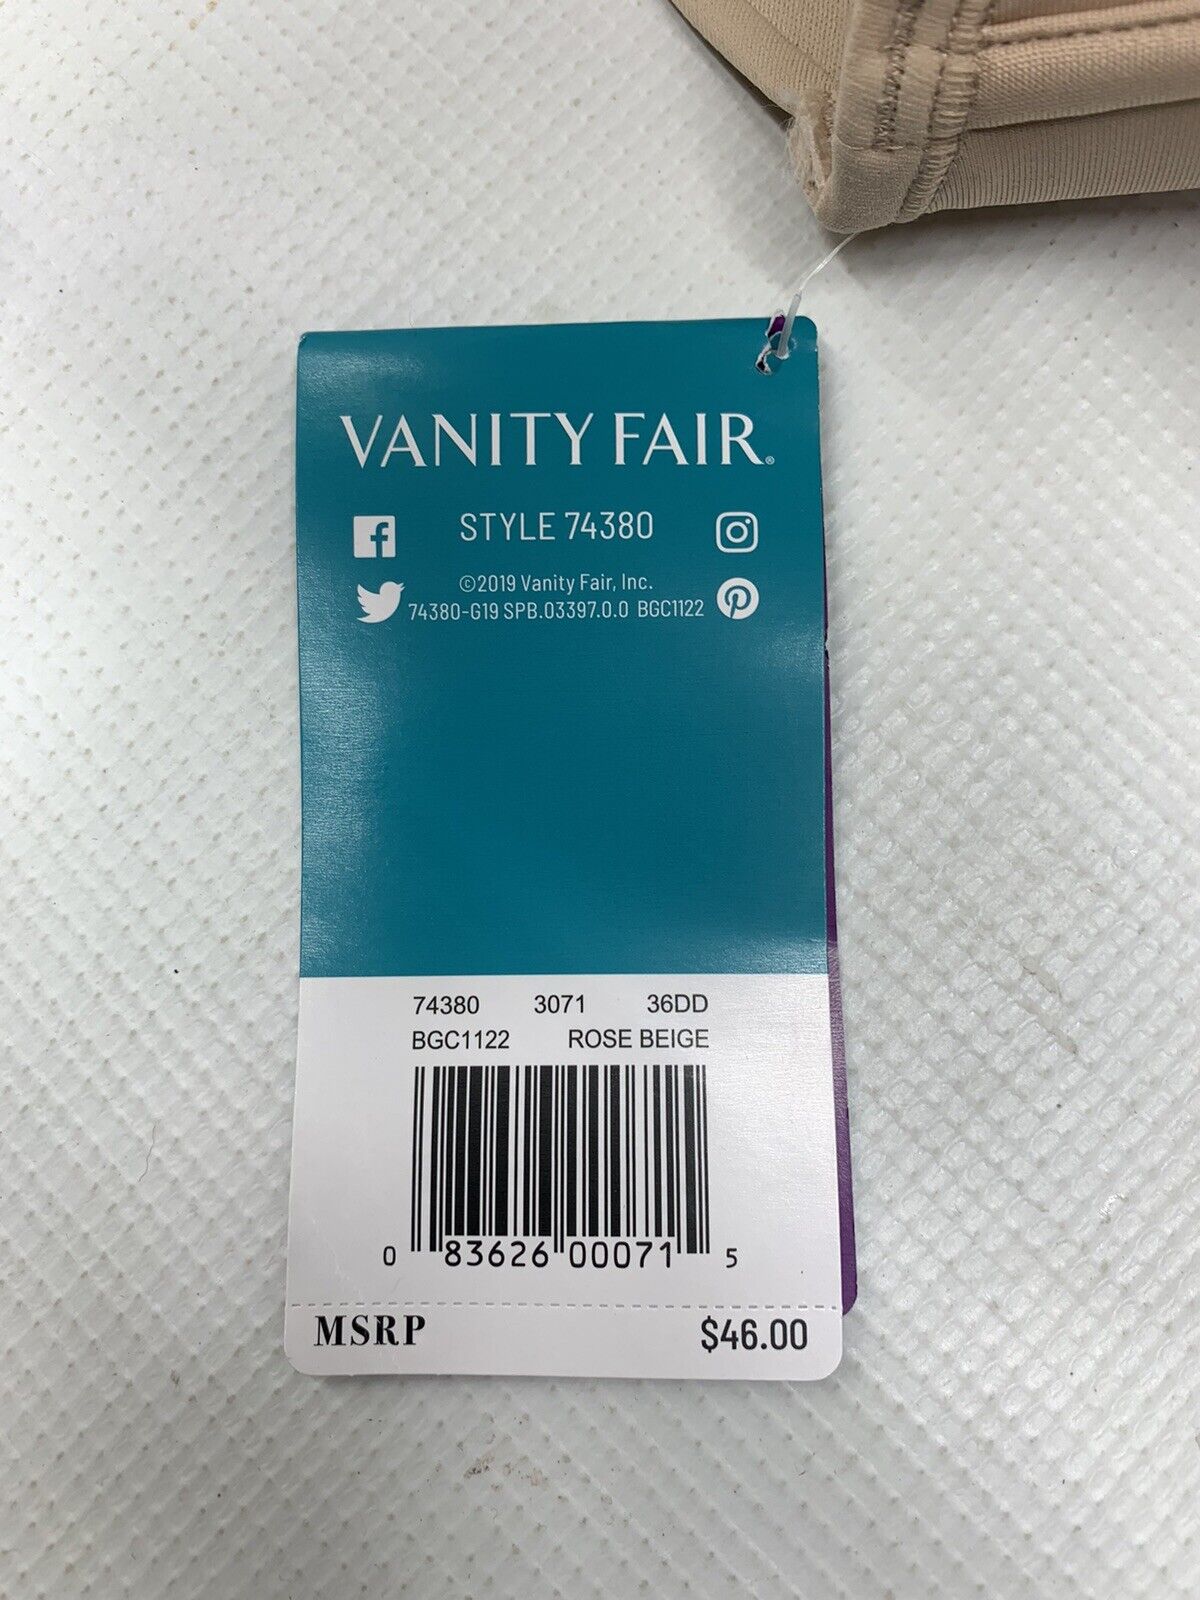 VANITY FAIR®
STYLE 74380
©2019 Vanity Fair, Inc.
74380-G19 SPB.03397.0.0 BGC1122
74380 3071 36DD
BGC1122 ROSE BEIGE
0 83626 00071 5
MSRP $46.00